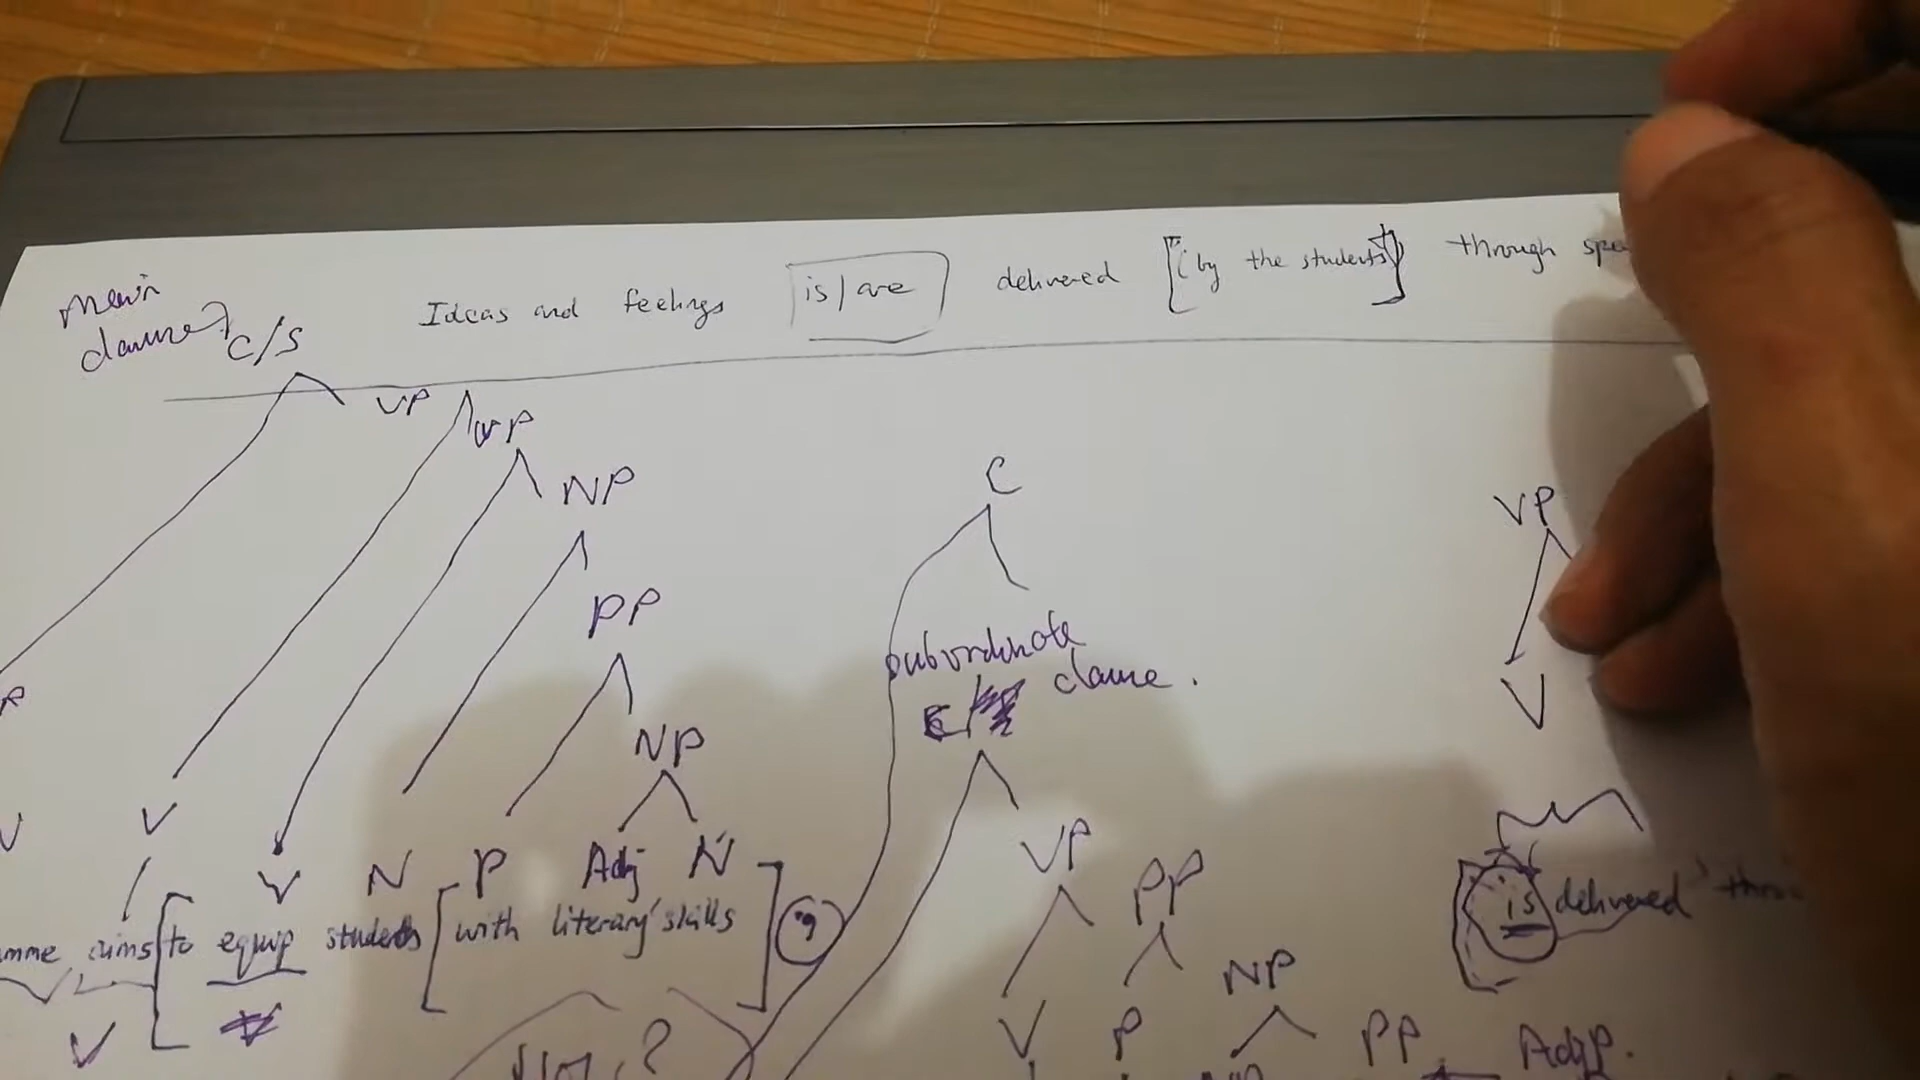 main
clause
C/S
Ideas and feelings is/are delivered [(by the students)] through
VP
VP
NP
C
VP
PP
subordinate
clause.
NP
V
V
VP
V N P Adj N
PP
aims to equip students with literary skills
is delivered
NP
V
V
P
PP
AdjP.